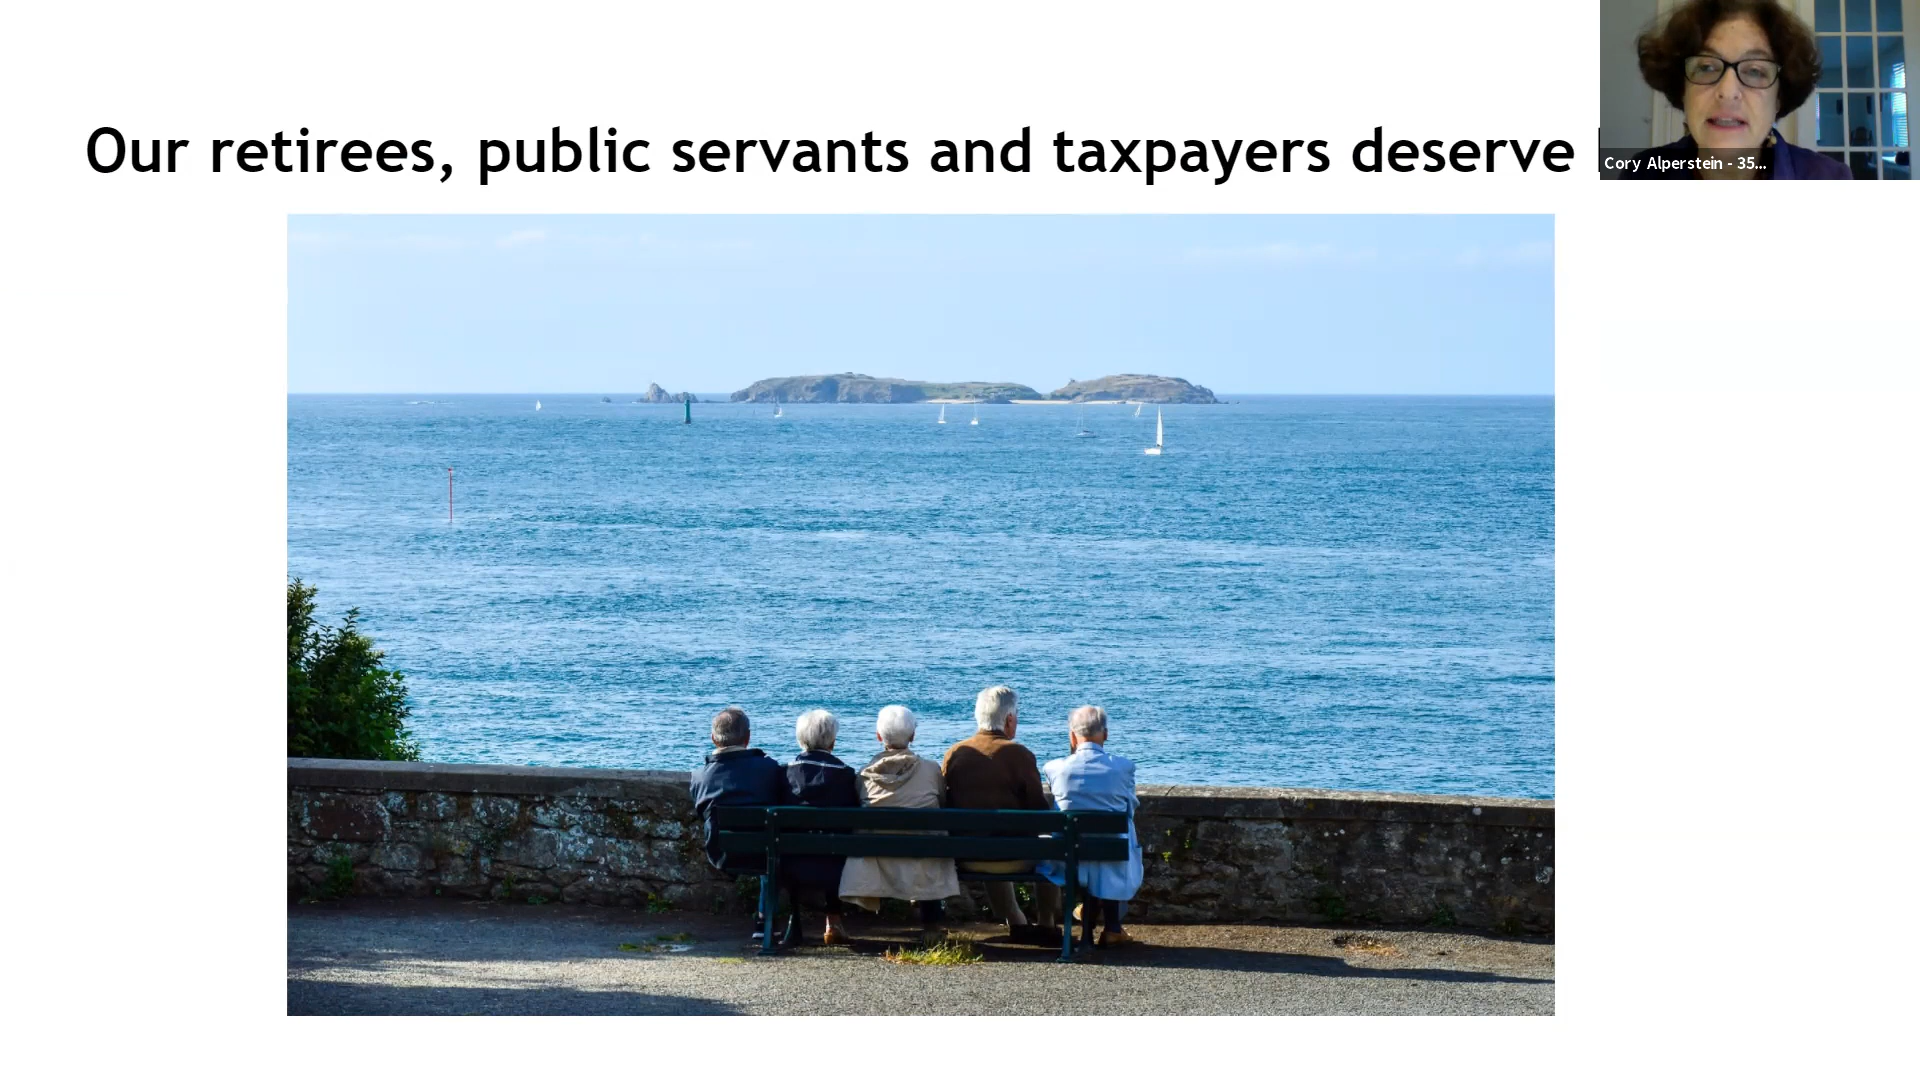 Our retirees, public servants and taxpayers deserve
Cory Alperstein - 35...